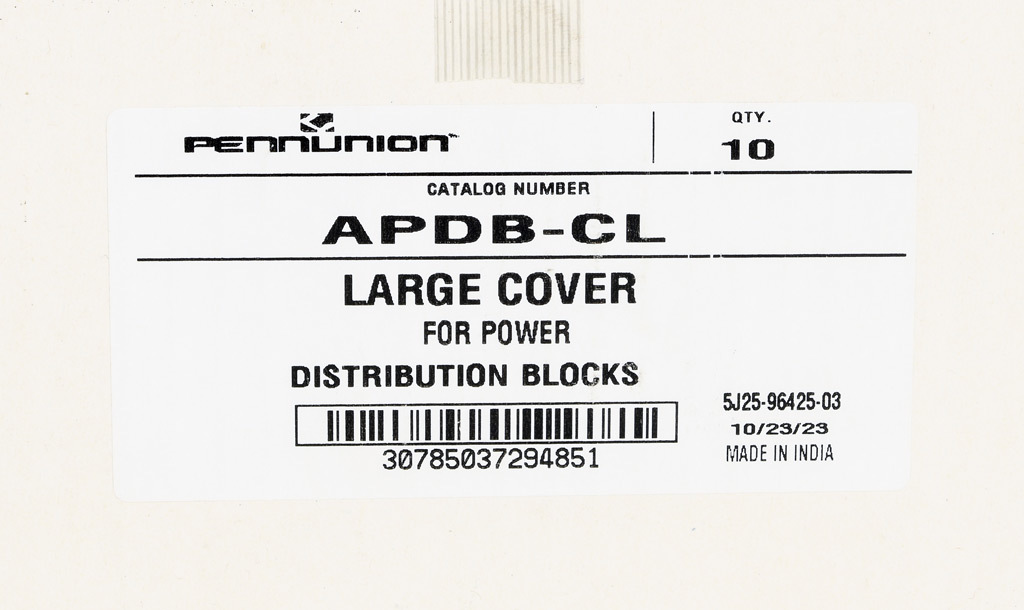 PENNUNION™
QTY.
10
CATALOG NUMBER
APDB-CL
LARGE COVER
FOR POWER
DISTRIBUTION BLOCKS
30785037294851
5J25-96425-03
10/23/23
MADE IN INDIA